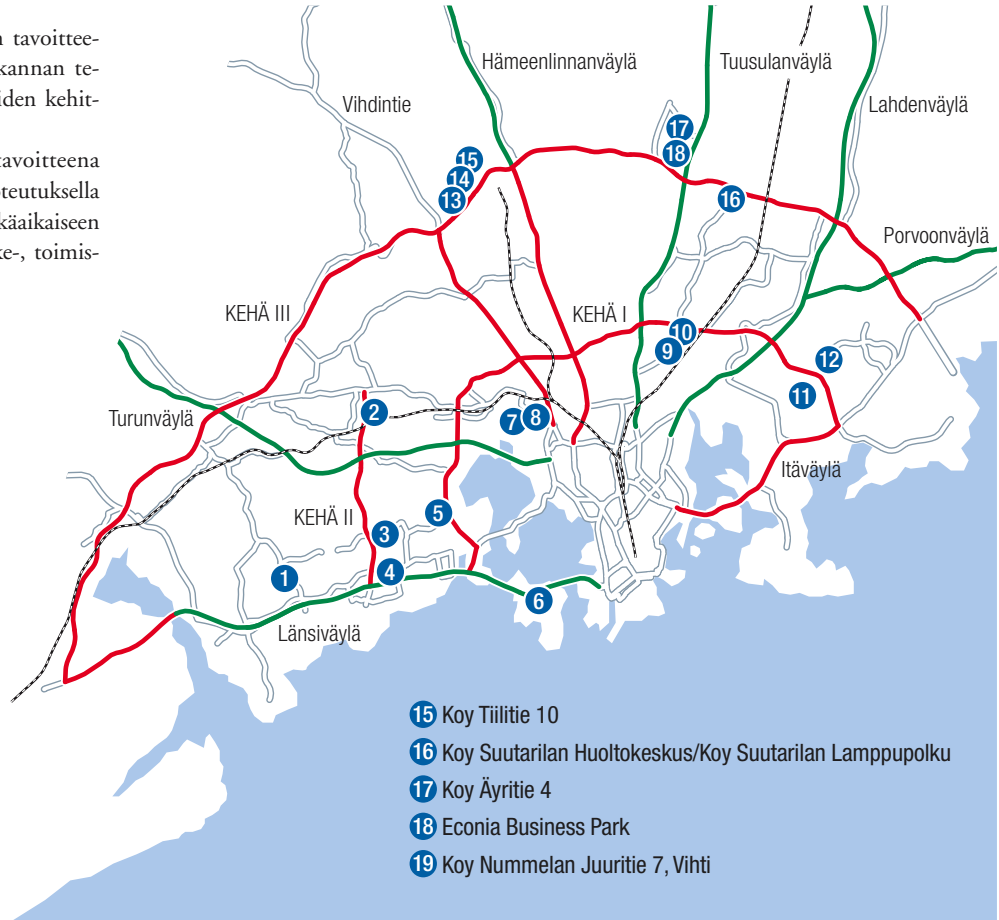 n tavoittee-
kannan te-
iden kehit-
tavoitteena
oteutuksella
käaikaiseen
ke-, toimis-
Hämeenlinnanväylä
Tuusulanväylä
Vihdintie
Lahdenväylä
17
15
18
14
13
16
Porvoonväylä
KEHÄ III
KEHÄ I
10
9
12
11
2
7
8
Turunväylä
Itäväylä
5
KEHÄ II
3
4
1
6
Länsiväylä
15 Koy Tiilitie 10
16 Koy Suutarilan Huoltokeskus/Koy Suutarilan Lamppupolku
17 Koy Äyritie 4
18 Econia Business Park
19 Koy Nummelan Juuritie 7, Vihti